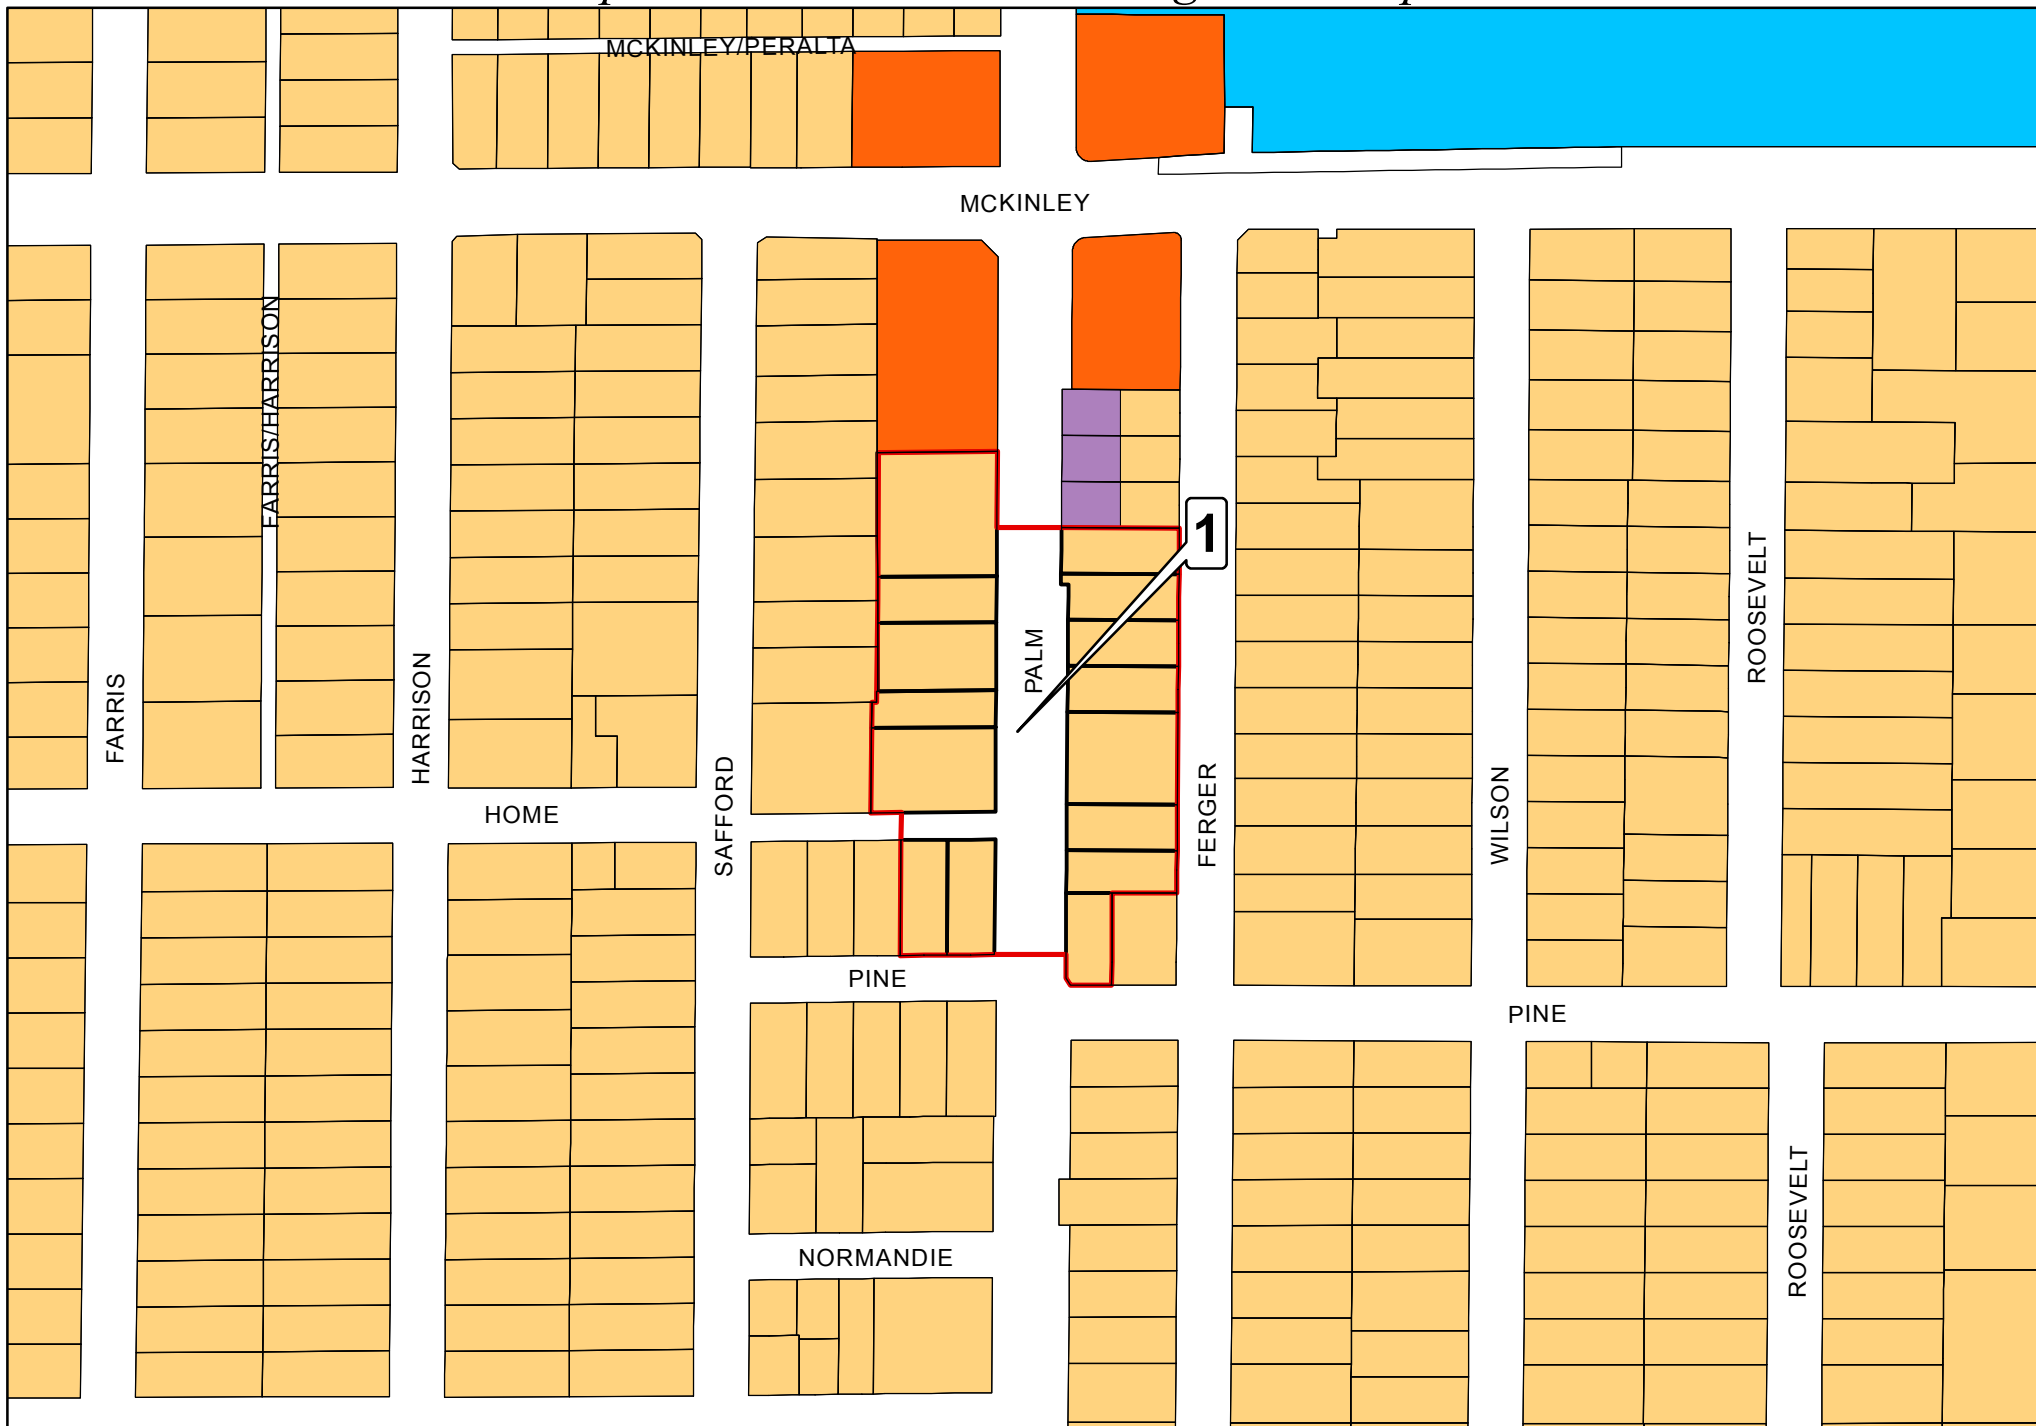 MCKINLEY/PERALTA
MCKINLEY
FARRIS/HARRISON
1
ROOSEVELT
PALM
FARRIS
HARRISON
SAFFORD
FERGER
WILSON
HOME
PINE
PINE
NORMANDIE
ROOSEVELT